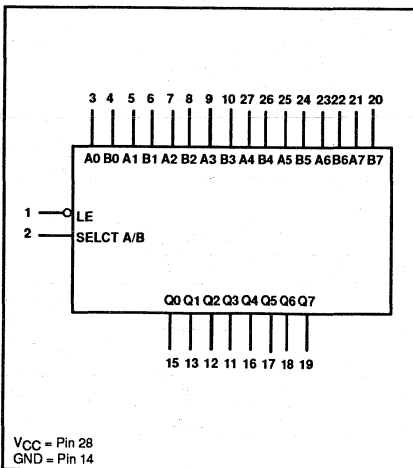 3 4 5 6 7 8 9 10 27 26 25 24 23 22 21 20
A0 B0 A1 B1 A2 B2 A3 B3 A4 B4 A5 B5 A6 B6 A7 B7
1 LE
2 SELCT A/B
Q0 Q1 Q2 Q3 Q4 Q5 Q6 Q7
15 13 12 11 16 17 18 19
VCC = Pin 28
GND = Pin 14